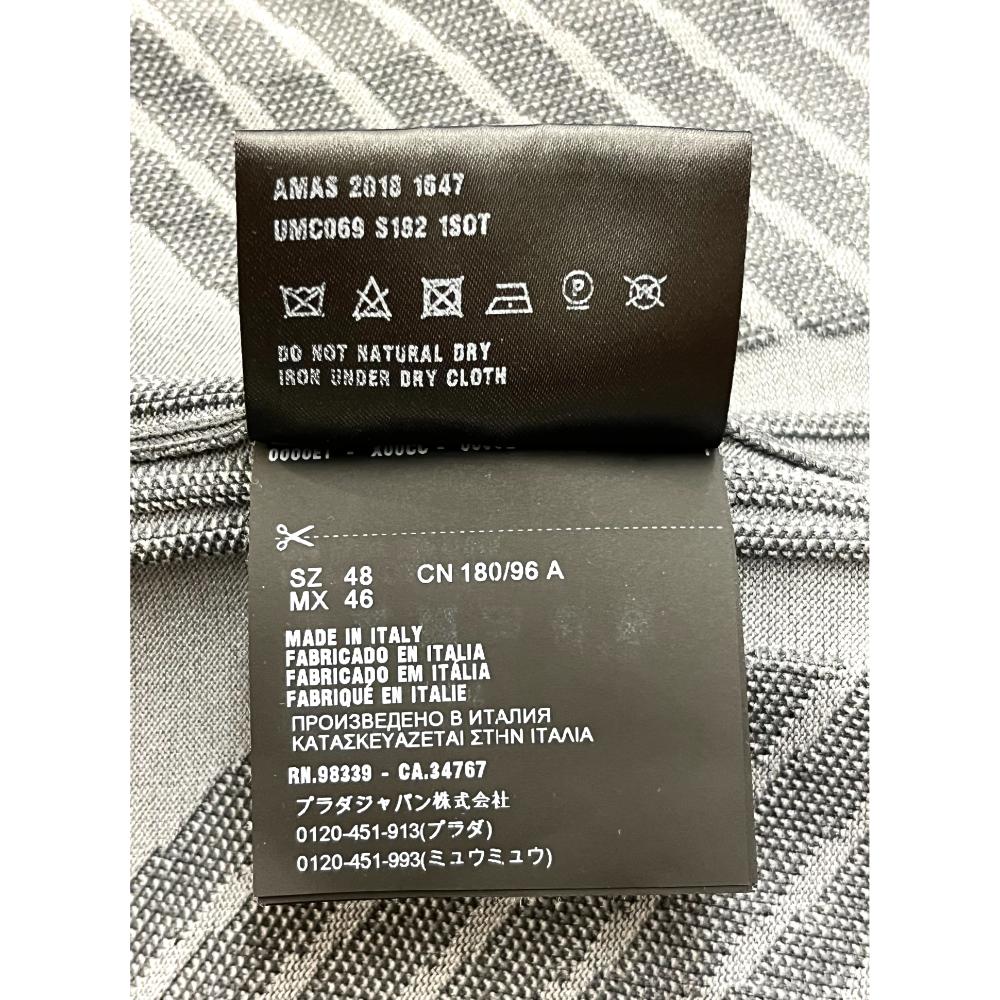 AMAS 2018 1647
UMC069 S182 1SOT
DO NOT NATURAL DRY
IRON UNDER DRY CLOTH
SZ 48 CN 180/96 A
MX 46
MADE IN ITALY
FABRICADO EN ITALIA
FABRICADO EM ITÁLIA
FABRIQUÉ EN ITALIE
ПРОИЗВЕДЕНО В ИТАЛИЯ
ΚΑΤΑΣΚΕΥΑΖΕΤΑΙ ΣΤΗΝ ΙΤΑΛΙΑ
RN.98339 - CA.34767
プラダジャパン株式会社
0120-451-913(プラダ)
0120-451-993(ミュウミュウ)